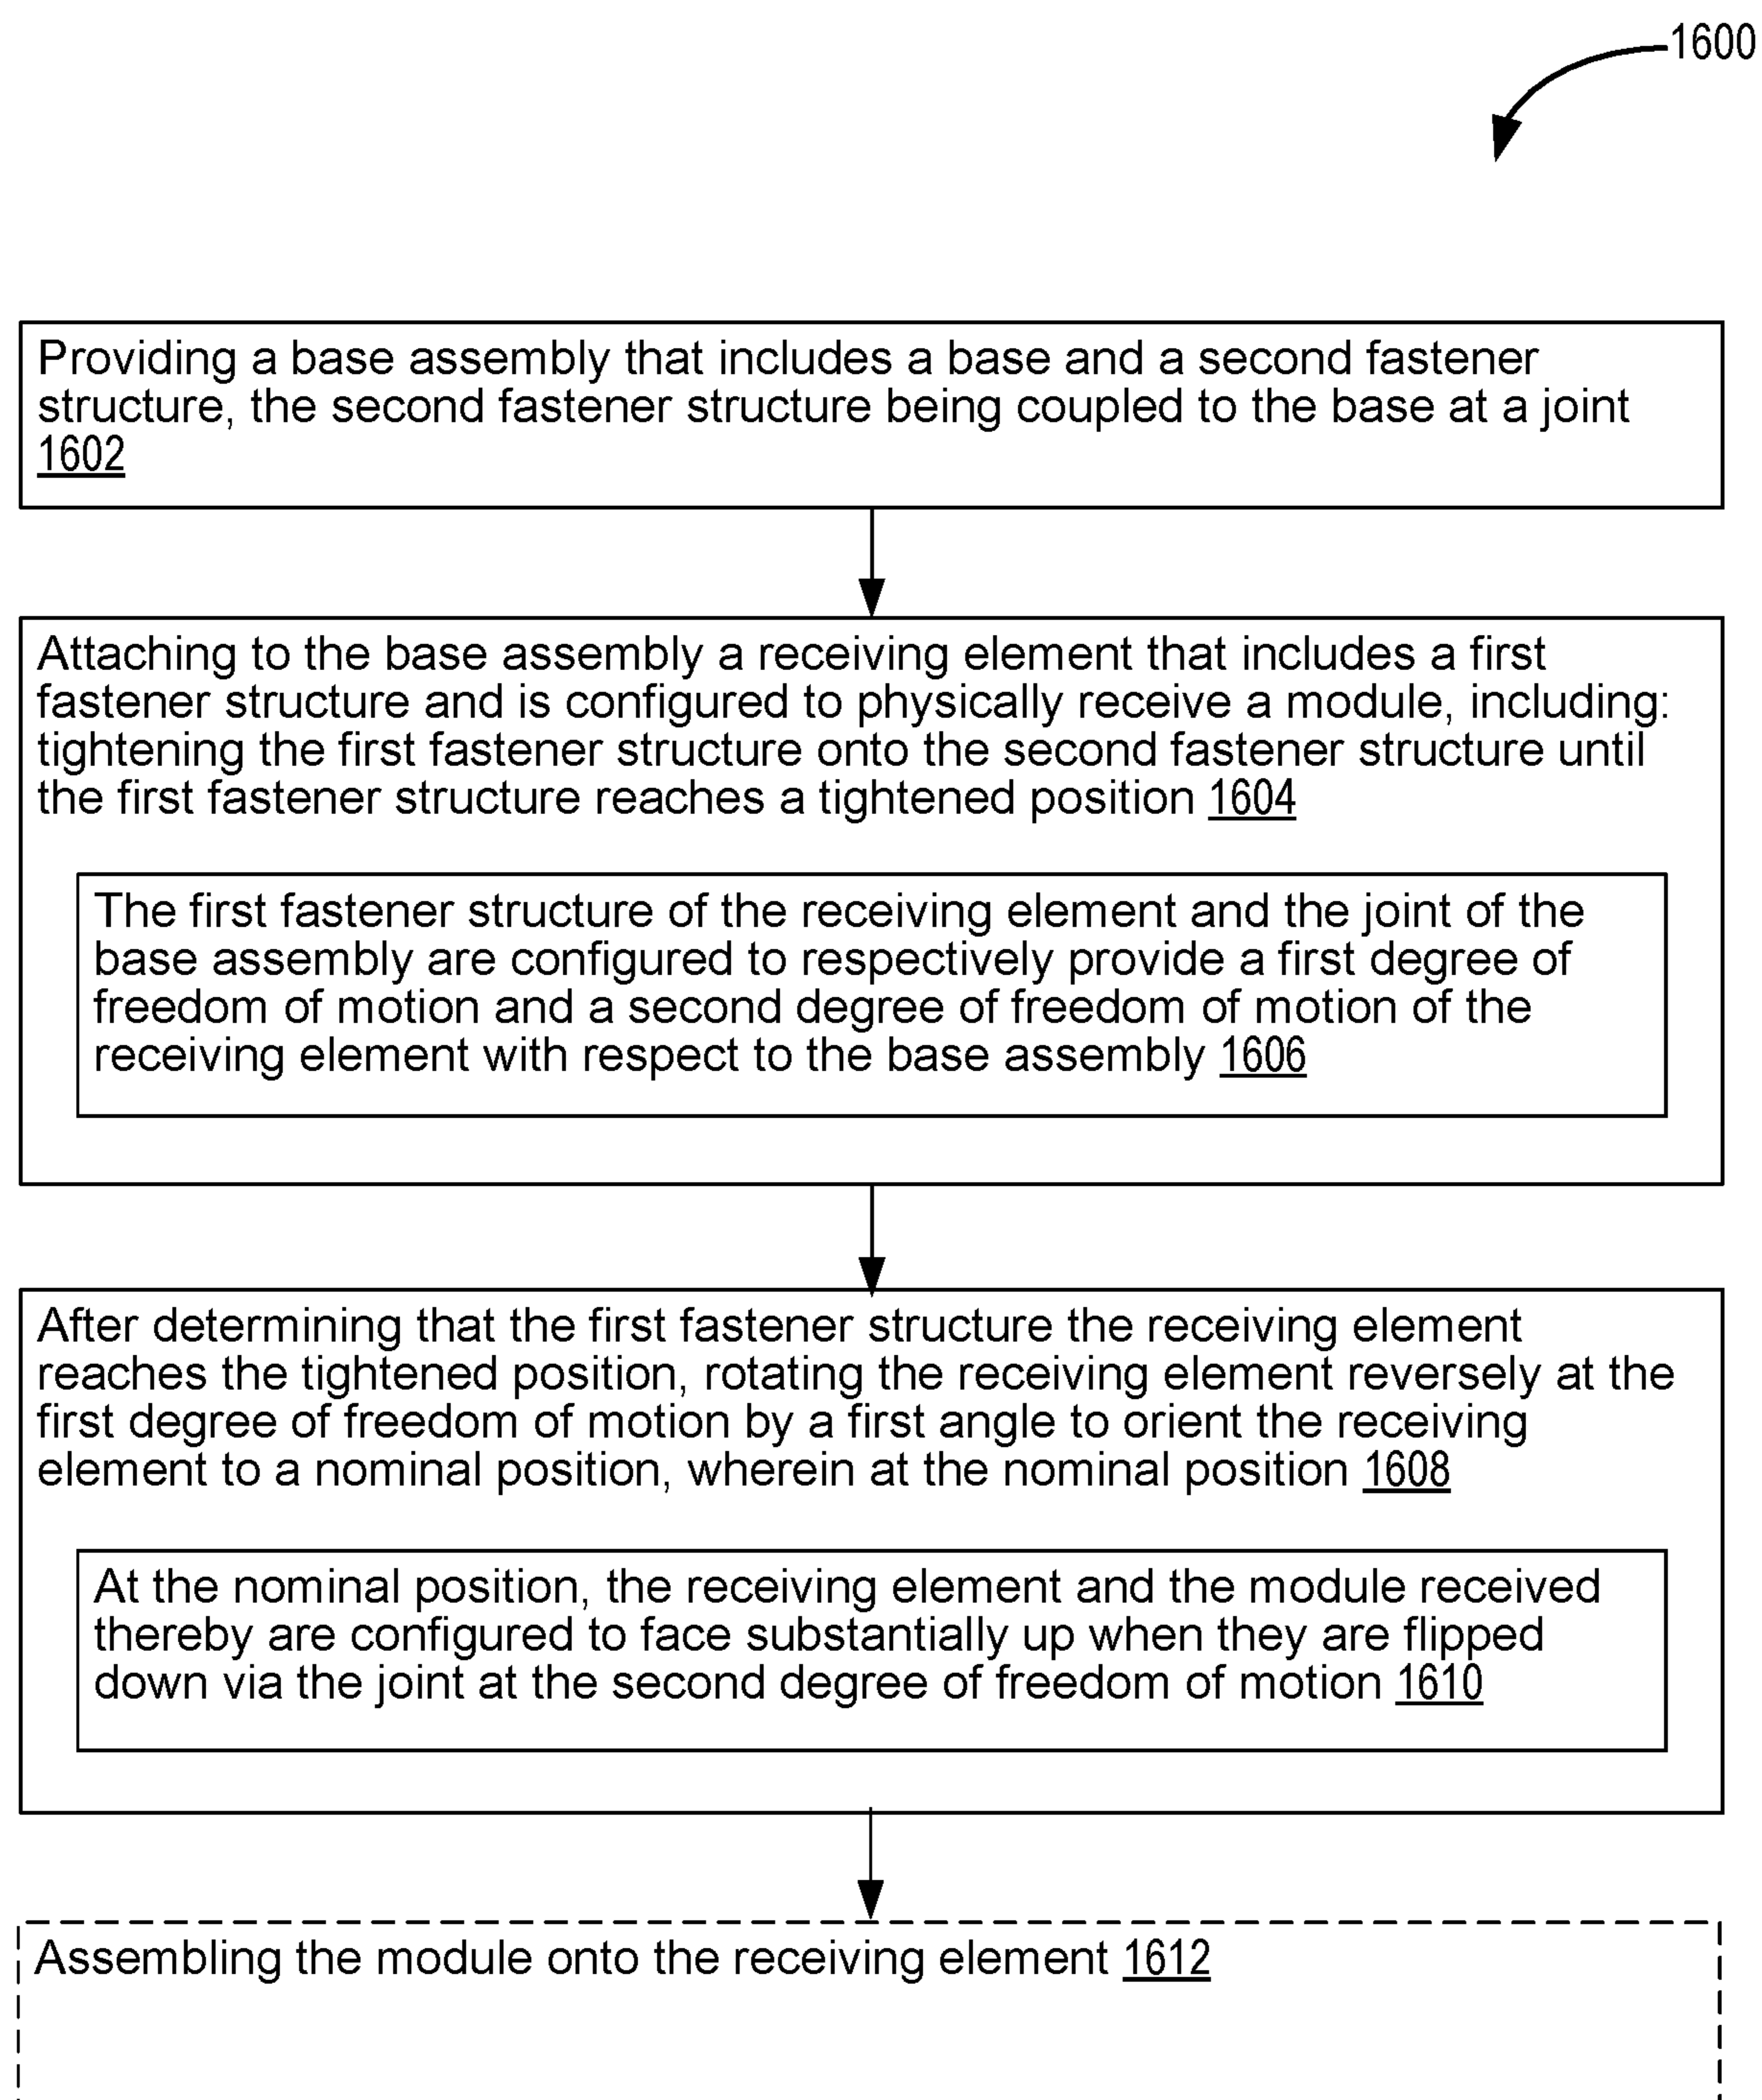 1600
Providing a base assembly that includes a base and a second fastener
structure, the second fastener structure being coupled to the base at a joint
1602
Attaching to the base assembly a receiving element that includes a first
fastener structure and is configured to physically receive a module, including:
tightening the first fastener structure onto the second fastener structure until
the first fastener structure reaches a tightened position 1604
The first fastener structure of the receiving element and the joint of the
base assembly are configured to respectively provide a first degree of
freedom of motion and a second degree of freedom of motion of the
receiving element with respect to the base assembly 1606
After determining that the first fastener structure the receiving element
reaches the tightened position, rotating the receiving element reversely at the
first degree of freedom of motion by a first angle to orient the receiving
element to a nominal position, wherein at the nominal position 1608
At the nominal position, the receiving element and the module received
thereby are configured to face substantially up when they are flipped
down via the joint at the second degree of freedom of motion 1610
Assembling the module onto the receiving element 1612